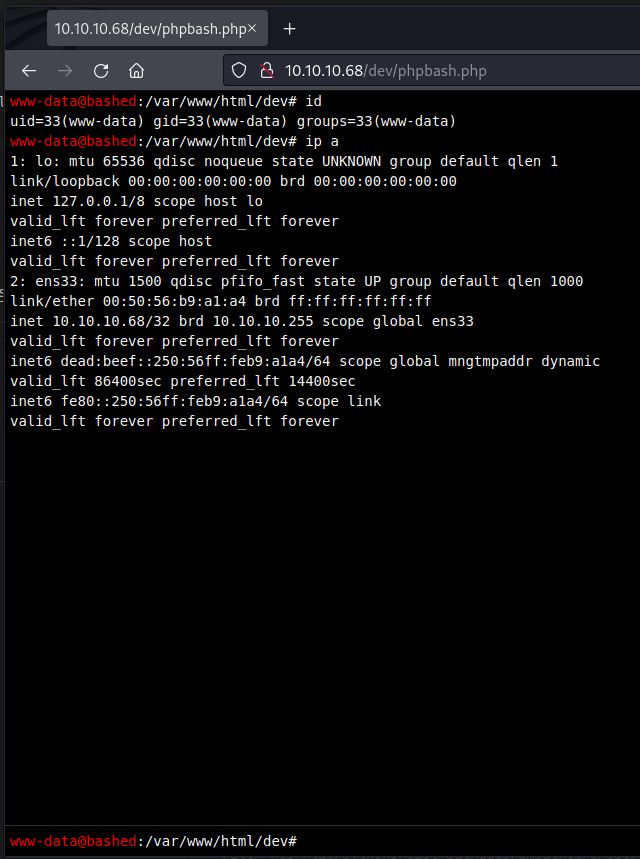 10.10.10.68/dev/phpbash.php
10.10.10.68/dev/phpbash.php
www-data@bashed:/var/www/html/dev# id
uid=33(www-data) gid=33(www-data) groups=33(www-data)
www-data@bashed:/var/www/html/dev# ip a
1: lo: mtu 65536 qdisc noqueue state UNKNOWN group default qlen 1
link/loopback 00:00:00:00:00:00 brd 00:00:00:00:00:00
inet 127.0.0.1/8 scope host lo
valid_lft forever preferred_lft forever
inet6 ::1/128 scope host
valid_lft forever preferred_lft forever
2: ens33: mtu 1500 qdisc pfifo_fast state UP group default qlen 1000
link/ether 00:50:56:b9:a1:a4 brd ff:ff:ff:ff:ff:ff
inet 10.10.10.68/32 brd 10.10.10.255 scope global ens33
valid_lft forever preferred_lft forever
inet6 dead:beef::250:56ff:feb9:a1a4/64 scope global mngtmpaddr dynamic
valid_lft 86400sec preferred_lft 14400sec
inet6 fe80::250:56ff:feb9:a1a4/64 scope link
valid_lft forever preferred_lft forever
www-data@bashed:/var/www/html/dev#